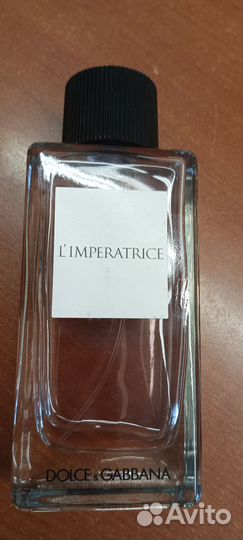 L'IMPERATRICE
DOLCE & GABBANA
Avito